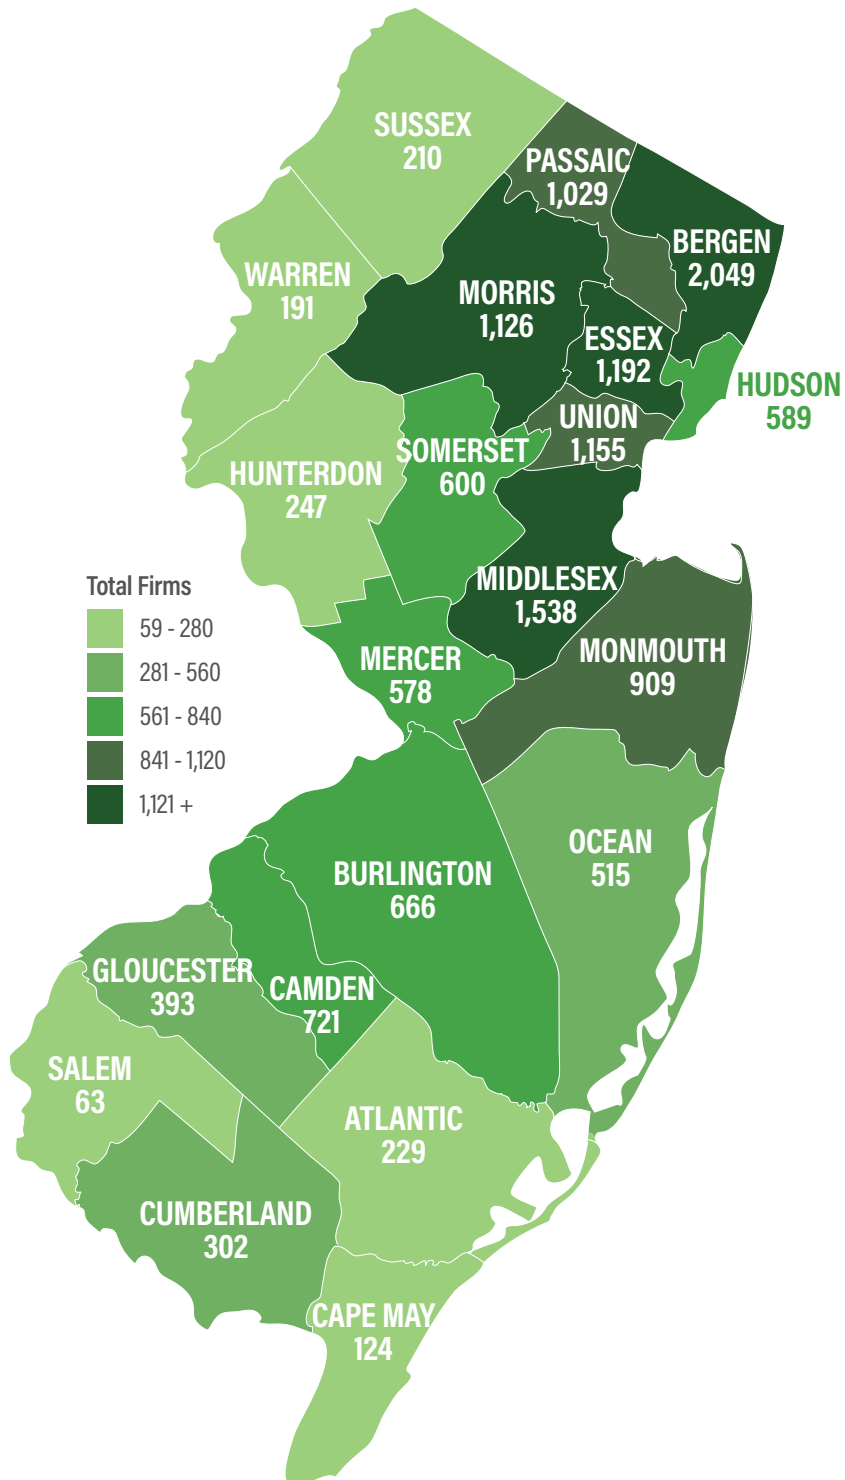 SUSSEX
210
PASSAIC
1,029
BERGEN
2,049
WARREN
191
MORRIS
1,126
ESSEX
1,192
HUDSON
589
UNION
1,155
SOMERSET
600
HUNTERDON
247
MIDDLESEX
1,538
Total Firms
59 - 280
281 - 560
561 - 840
841 - 1,120
1,121 +
MERCER
578
MONMOUTH
909
OCEAN
515
BURLINGTON
666
GLOUCESTER
393
CAMDEN
721
SALEM
63
ATLANTIC
229
CUMBERLAND
302
CAPE MAY
124